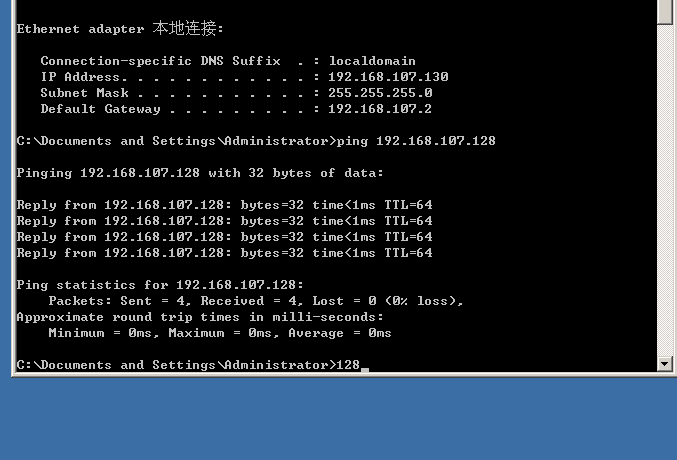 Ethernet adapter 本地连接:
Connection-specific DNS Suffix . : localdomain
IP Address. . . . . . . . . . . . : 192.168.107.130
Subnet Mask . . . . . . . . . . . : 255.255.255.0
Default Gateway . . . . . . . . . : 192.168.107.2
C:\Documents and Settings\Administrator>ping 192.168.107.128
Pinging 192.168.107.128 with 32 bytes of data:
Reply from 192.168.107.128: bytes=32 time<1ms TTL=64
Reply from 192.168.107.128: bytes=32 time<1ms TTL=64
Reply from 192.168.107.128: bytes=32 time<1ms TTL=64
Reply from 192.168.107.128: bytes=32 time<1ms TTL=64
Ping statistics for 192.168.107.128:
Packets: Sent = 4, Received = 4, Lost = 0 (0% loss),
Approximate round trip times in milli-seconds:
Minimum = 0ms, Maximum = 0ms, Average = 0ms
C:\Documents and Settings\Administrator>128